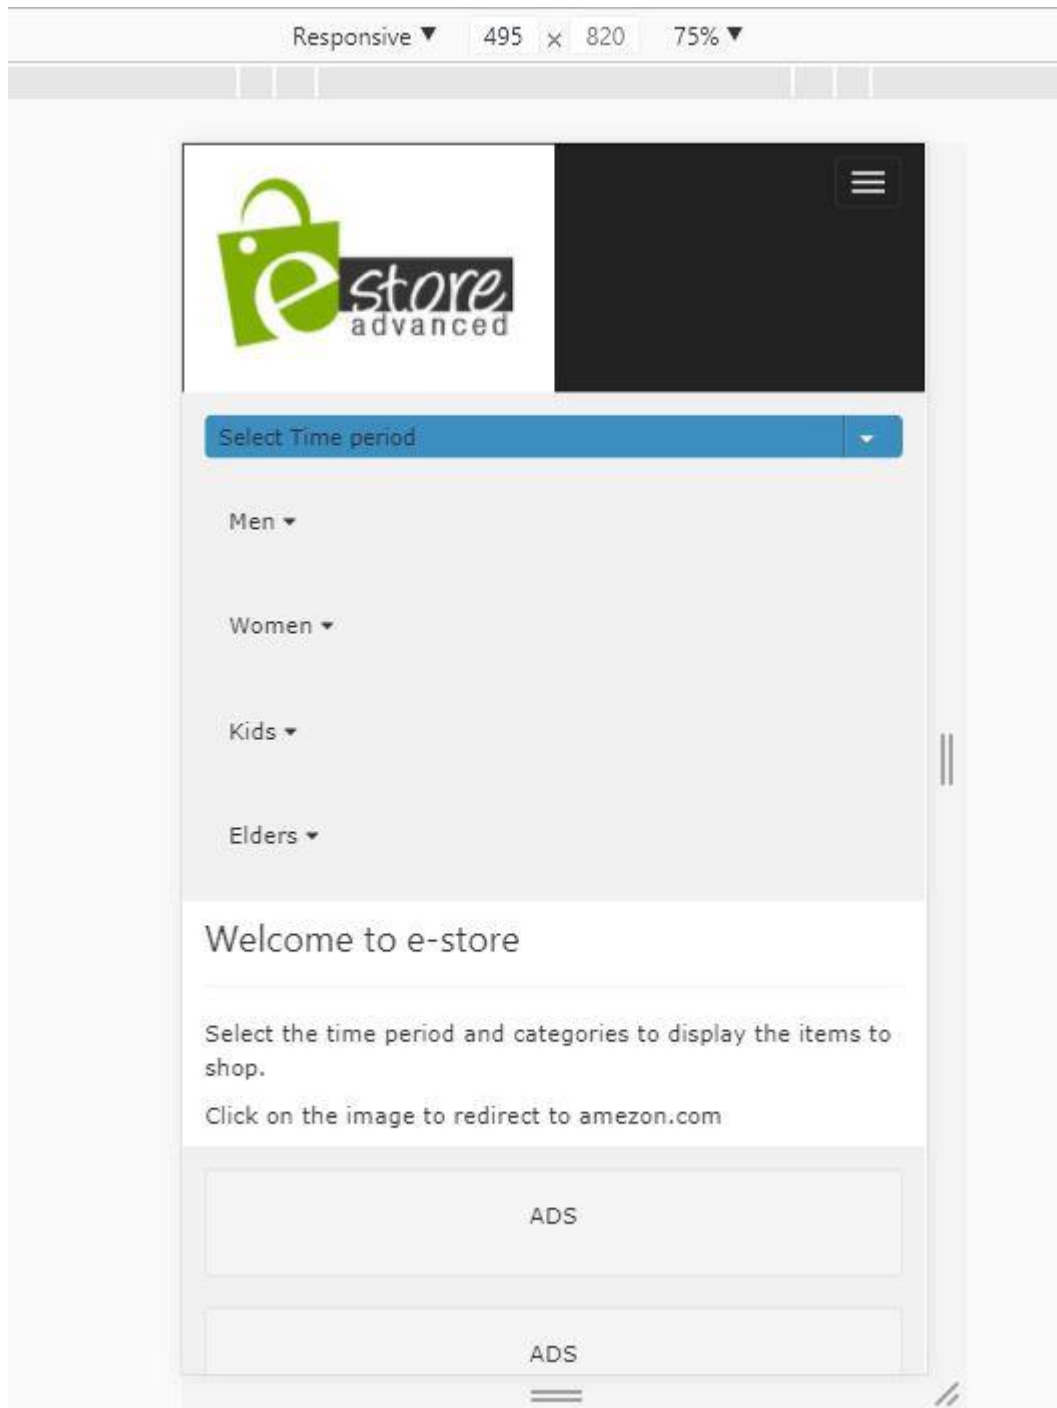 Responsive ▼ 495 × 820 75% ▼
e store
advanced
Select Time period
Men
Women
Kids
Elders
Welcome to e-store
Select the time period and categories to display the items to
shop.
Click on the image to redirect to amezon.com
ADS
ADS